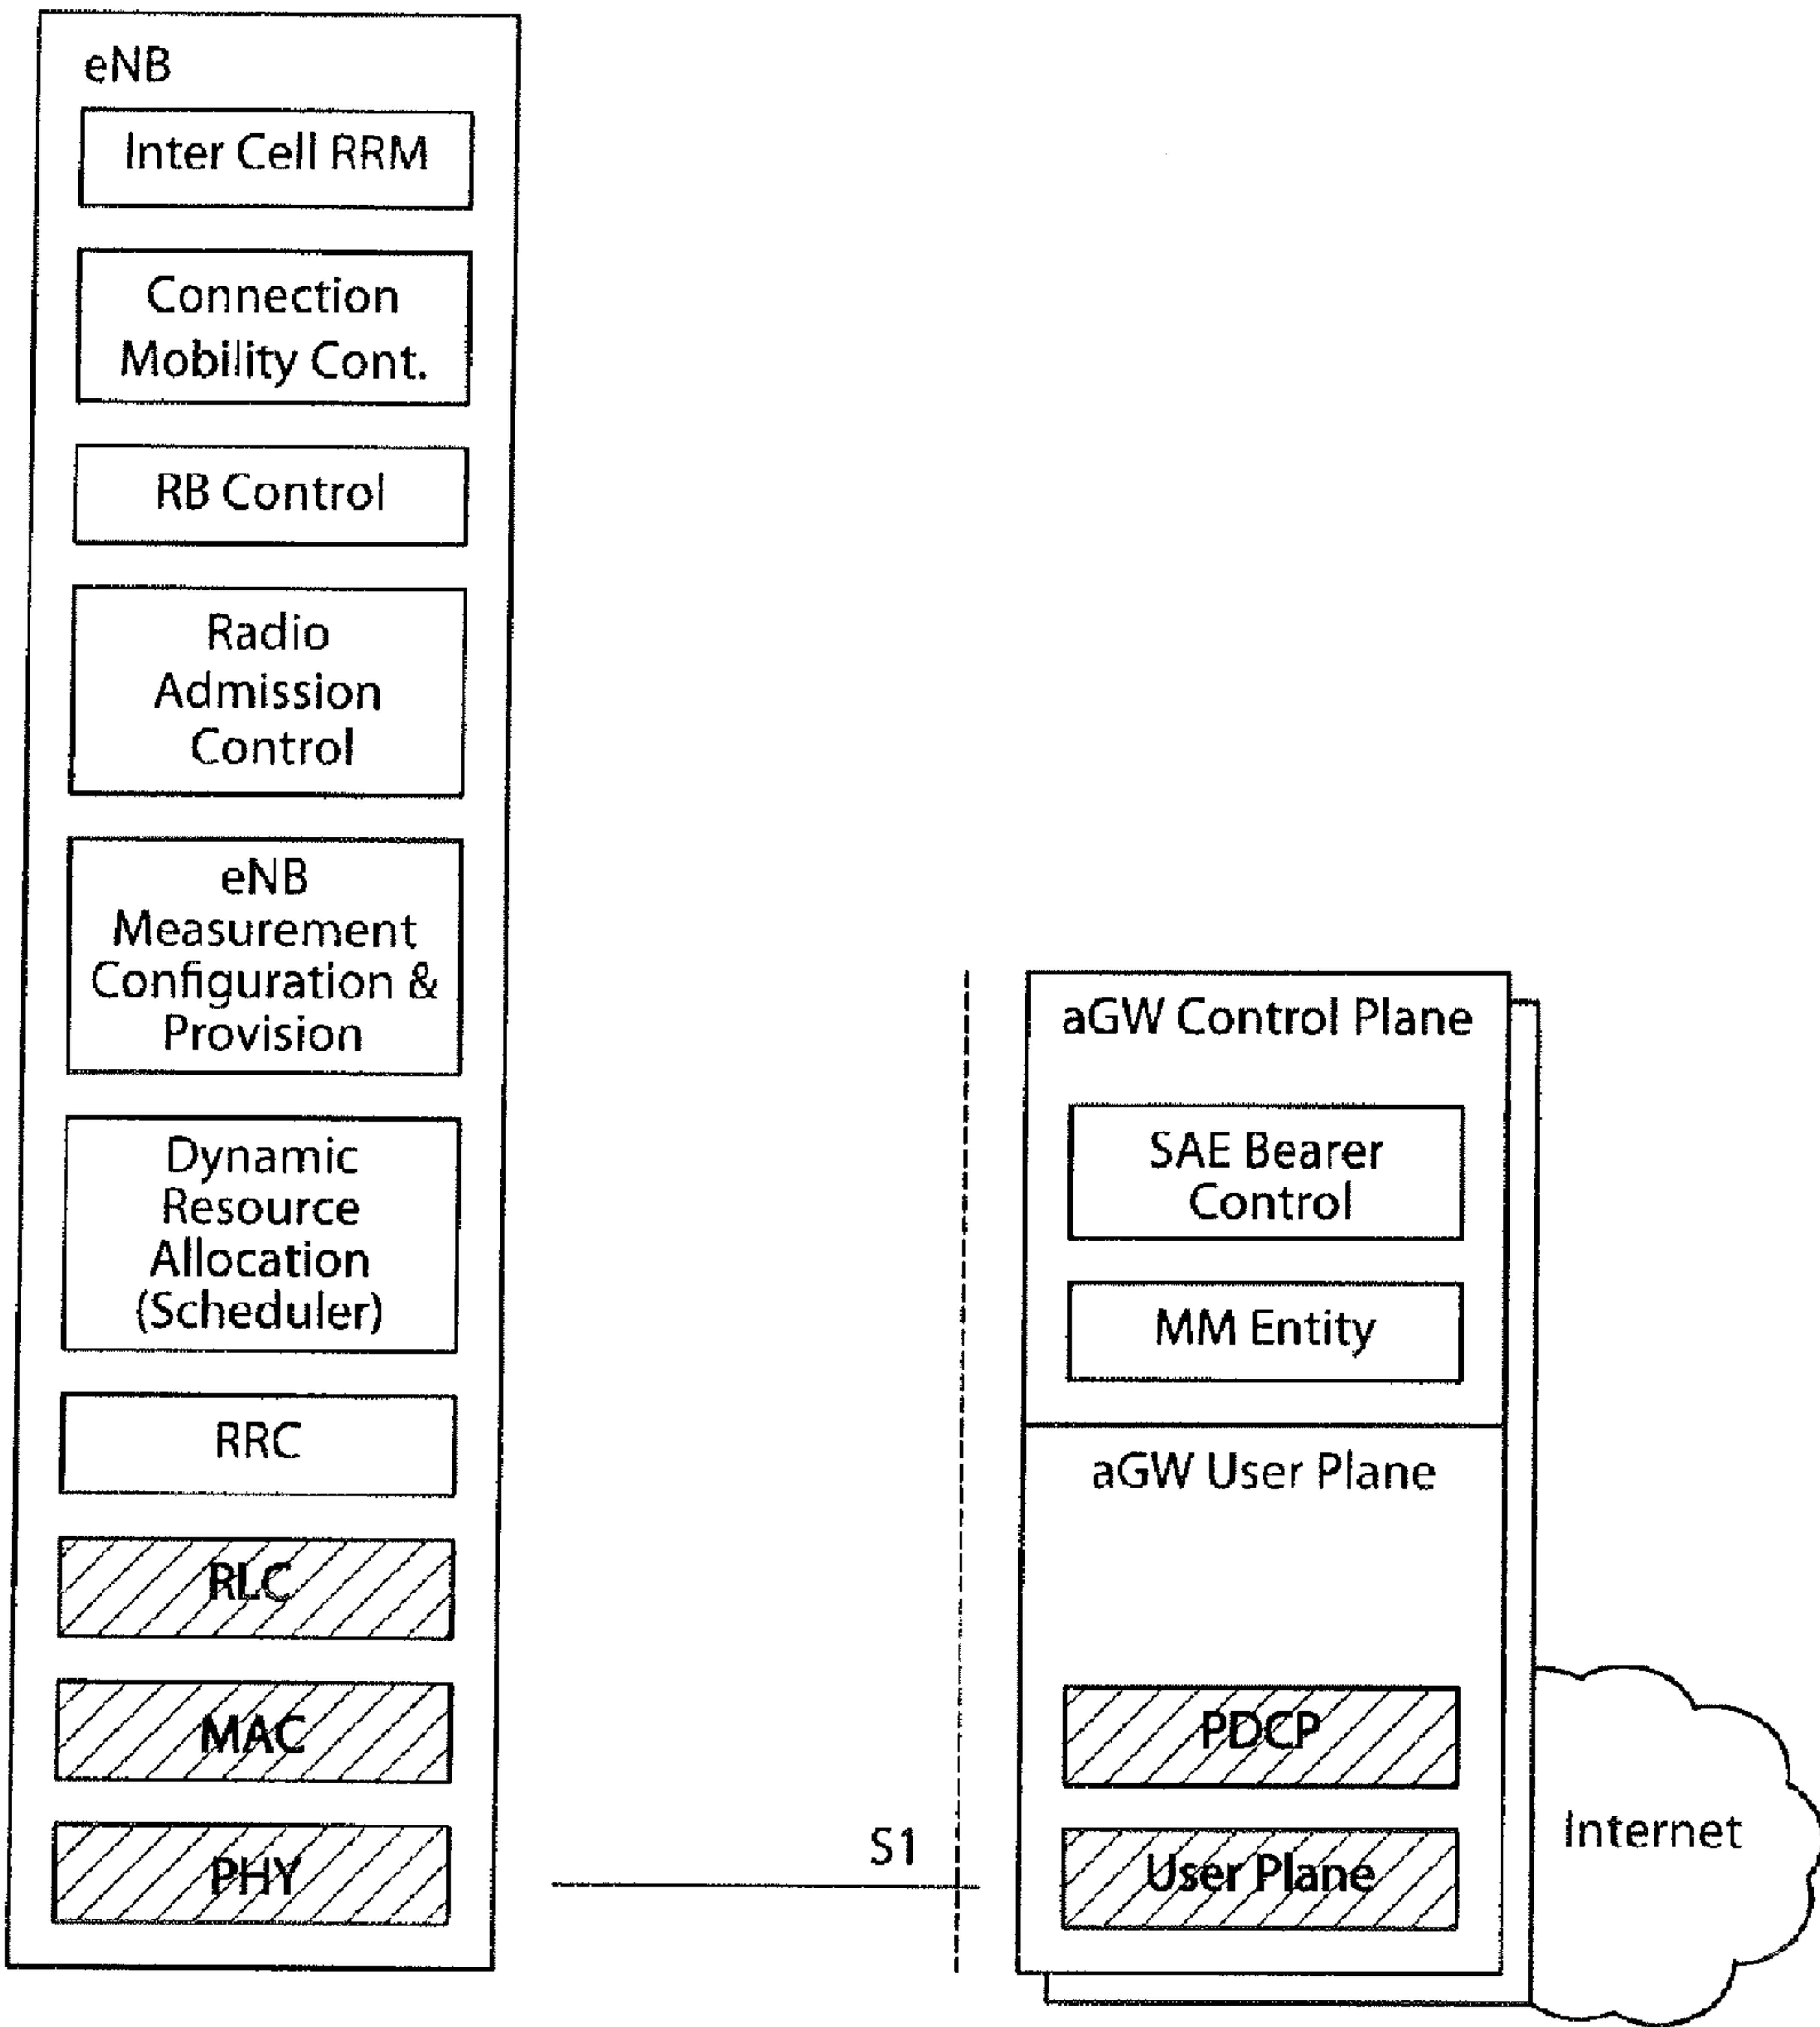 eNB
Inter Cell RRM
Connection
Mobility Cont.
RB Control
Radio
Admission
Control
eNB
Measurement
Configuration &
Provision
Dynamic
Resource
Allocation
(Scheduler)
RRC
RLC
MAC
PHY
S1
aGW Control Plane
SAE Bearer
Control
MM Entity
aGW User Plane
PDCP
User Plane
Internet